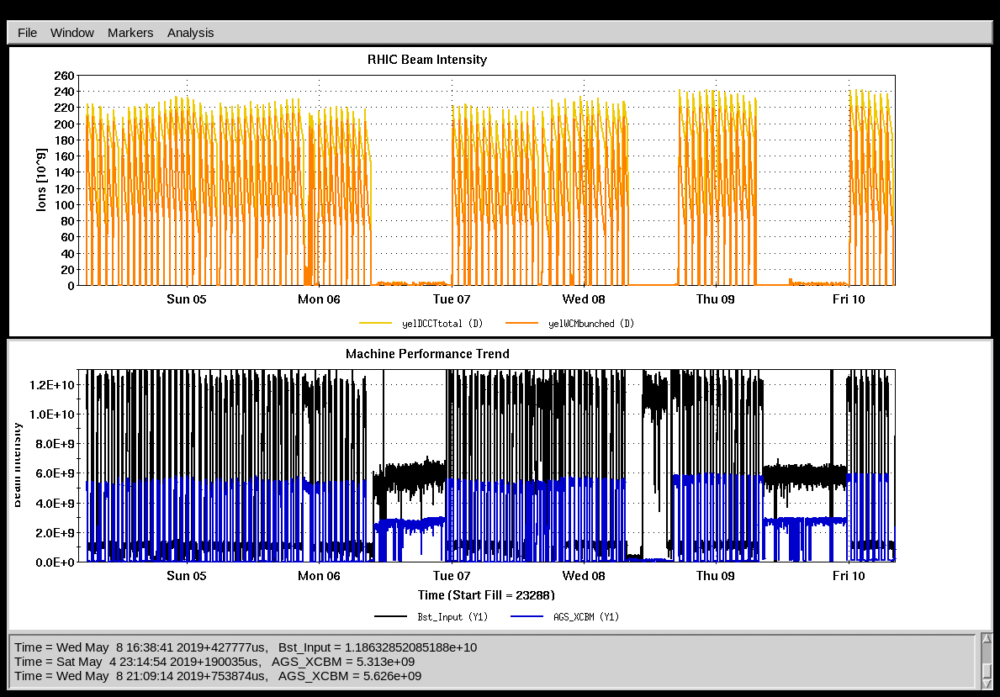 File Window Markers Analysis
RHIC Beam Intensity
260
240
220
200
180
160
140
120
100
80
60
40
20
0
Ions [10^9]
Sun 05 Mon 06 Tue 07 Wed 08 Thu 09 Fri 10
yelDCCTtotal (D) yelWCMbunched (D)
Machine Performance Trend
1.2E+10
1.0E+10
8.0E+9
6.0E+9
4.0E+9
2.0E+9
0.0E+0
Beam Intensity
Sun 05 Mon 06 Tue 07 Wed 08 Thu 09 Fri 10
Time (Start Fill = 23288)
Bst_Input (Y1) AGS_XCBM (Y1)
Time = Wed May  8 16:38:41 2019+427777us,   Bst_Input = 1.18632852085188e+10
Time = Sat May  4 23:14:54 2019+190035us,   AGS_XCBM = 5.313e+09
Time = Wed May  8 21:09:14 2019+753874us,   AGS_XCBM = 5.626e+09